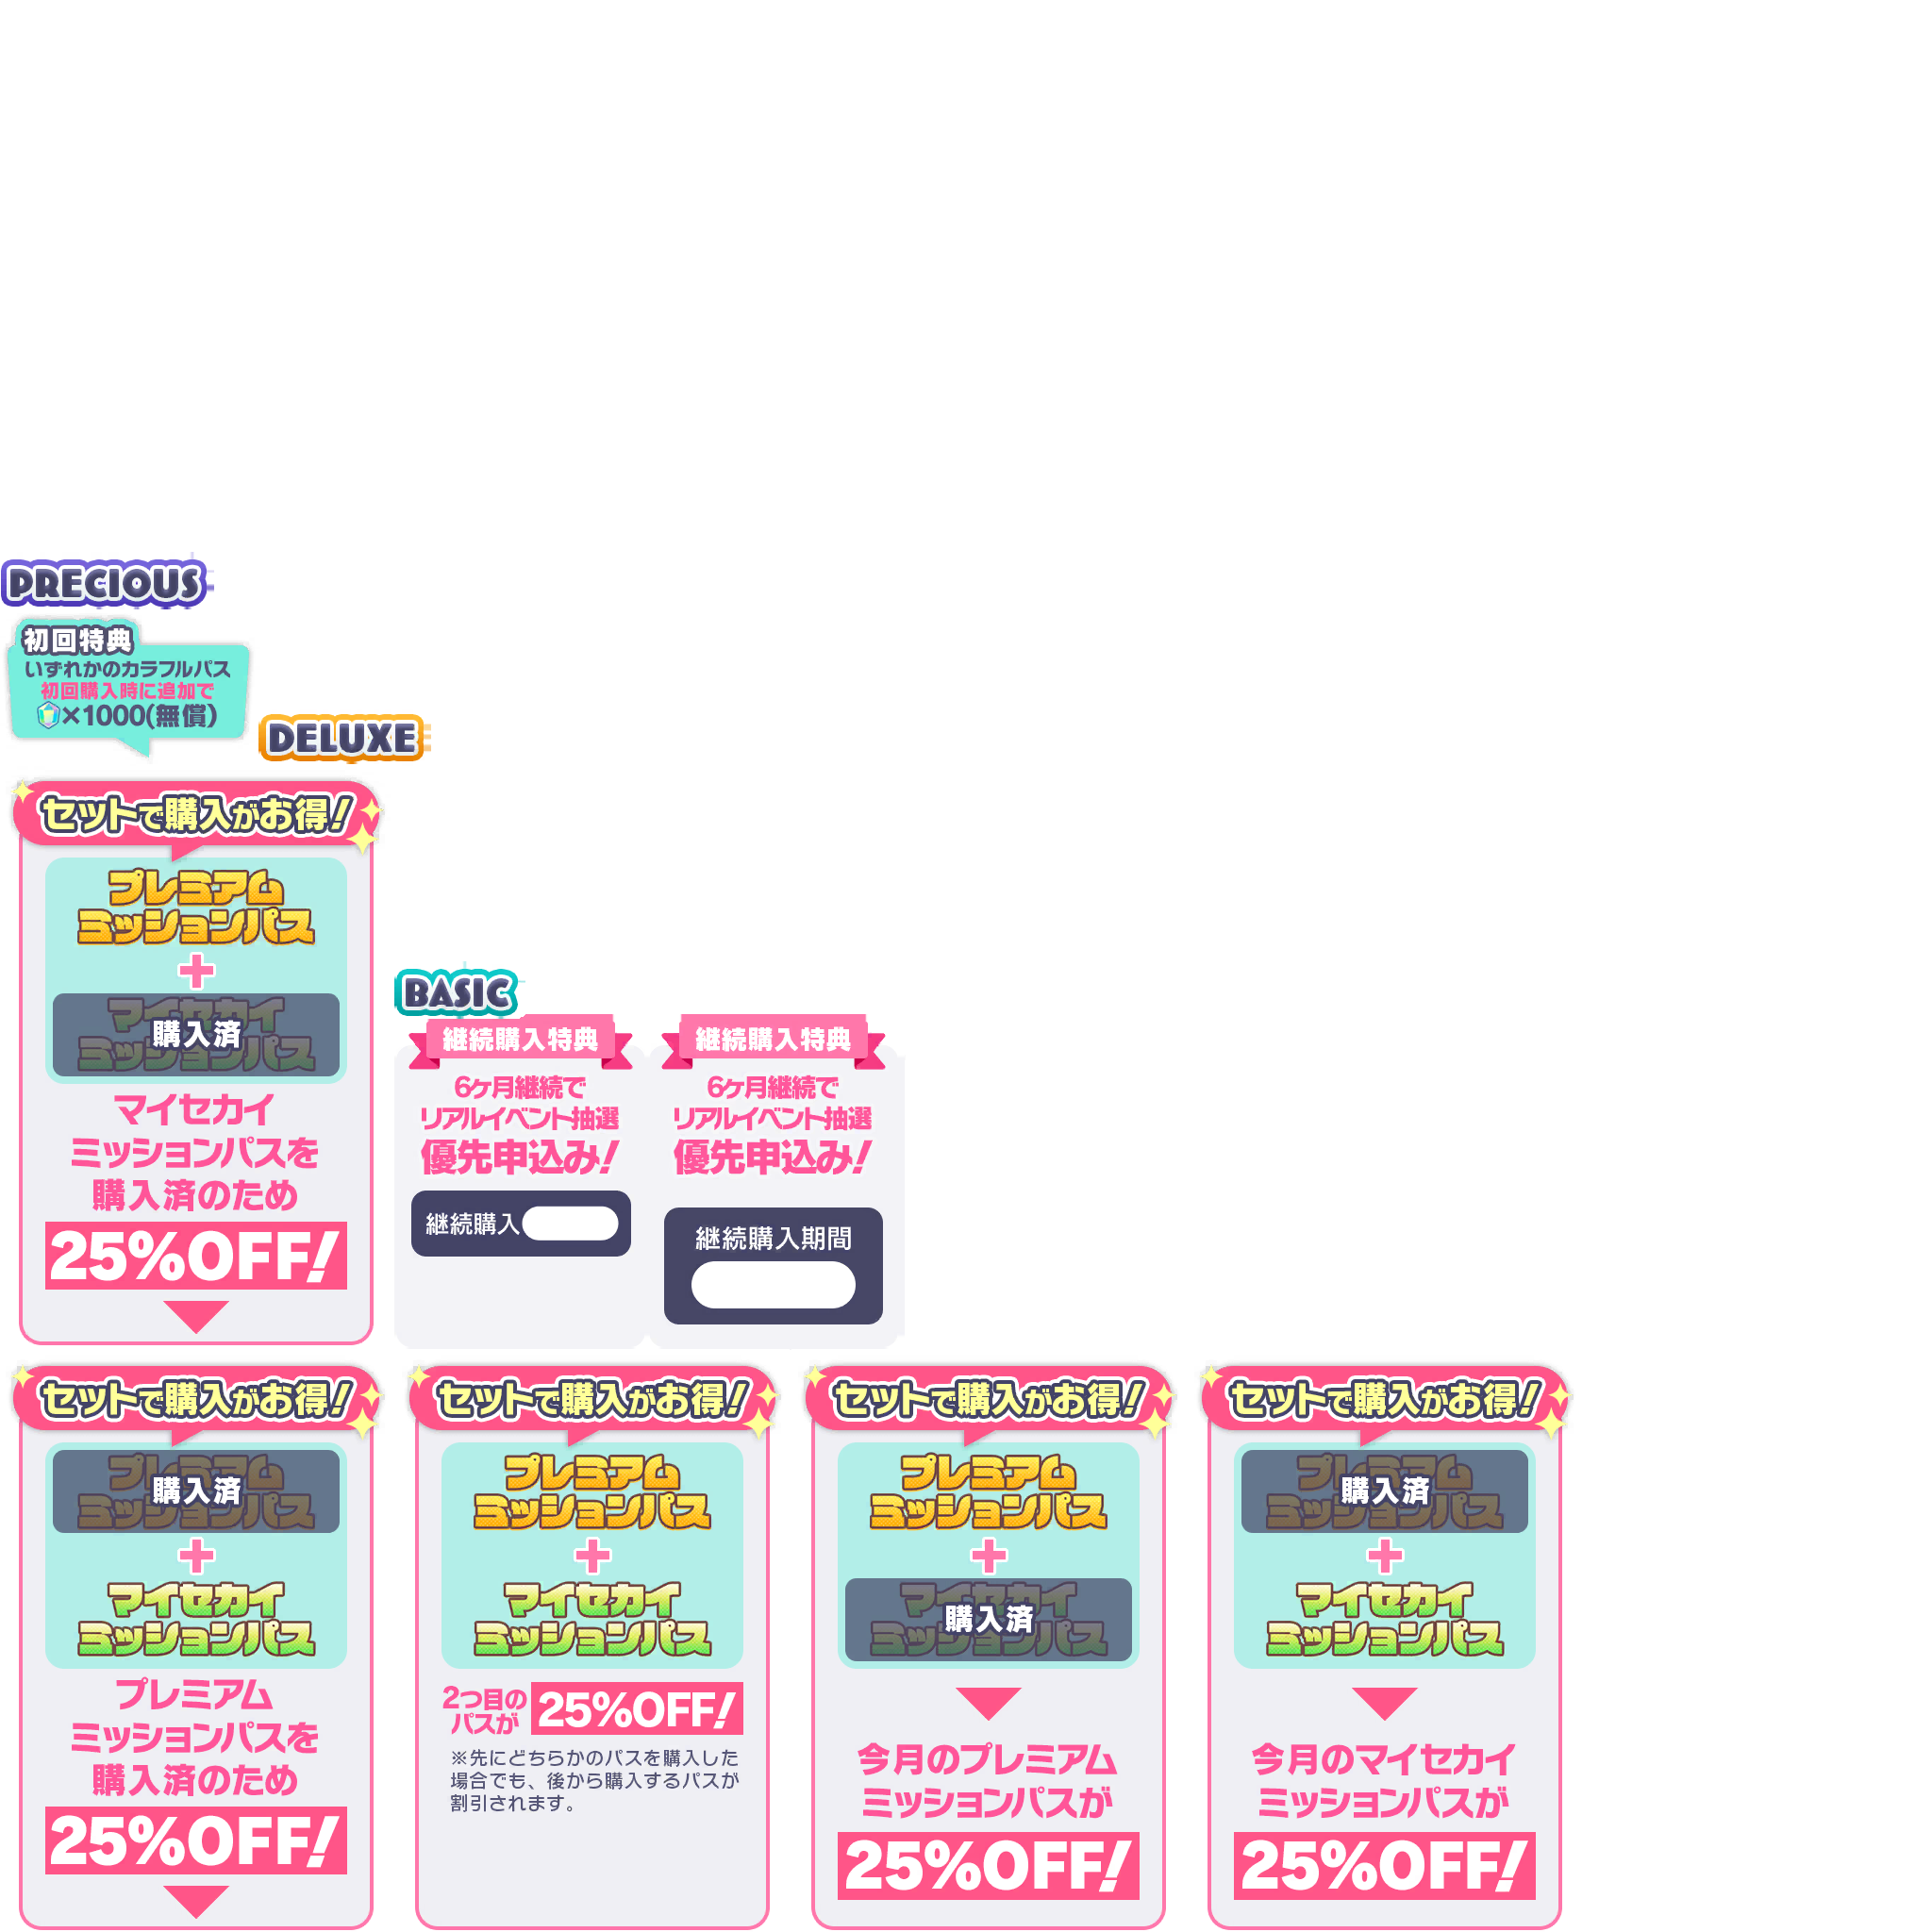 PRECIOUS
初回特典
いずれかのカラフルパス
初回購入時に追加で
×1000(無償)
DELUXE
セットで購入がお得!
プレミアム
ミッションパス
+
マイセカイ
ミッションパス
購入済
マイセカイ
ミッションパスを
購入済のため
25%OFF!
BASIC
継続購入特典
6ヶ月継続で
リアルイベント抽選
優先申込み!
継続購入
継続購入特典
6ヶ月継続で
リアルイベント抽選
優先申込み!
継続購入期間
セットで購入がお得!
プレミアム
ミッションパス
購入済
+
マイセカイ
ミッションパス
プレミアム
ミッションパスを
購入済のため
25%OFF!
セットで購入がお得!
プレミアム
ミッションパス
+
マイセカイ
ミッションパス
2つ目の
パスが
25%OFF!
※先にどちらかのパスを購入した
場合でも、後から購入するパスが
割引されます。
セットで購入がお得!
プレミアム
ミッションパス
+
マイセカイ
ミッションパス
購入済
今月のプレミアム
ミッションパスが
25%OFF!
セットで購入がお得!
プレミアム
ミッションパス
購入済
+
マイセカイ
ミッションパス
今月のマイセカイ
ミッションパスが
25%OFF!